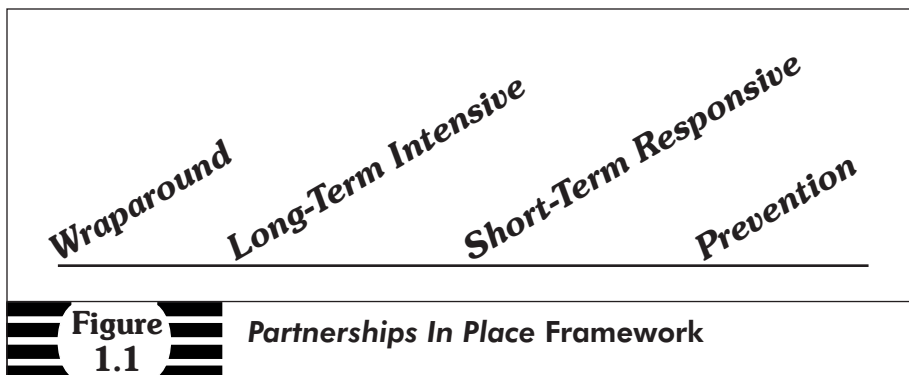 Wraparound
Long-Term Intensive
Short-Term Responsive
Prevention
Figure
1.1
Partnerships In Place Framework